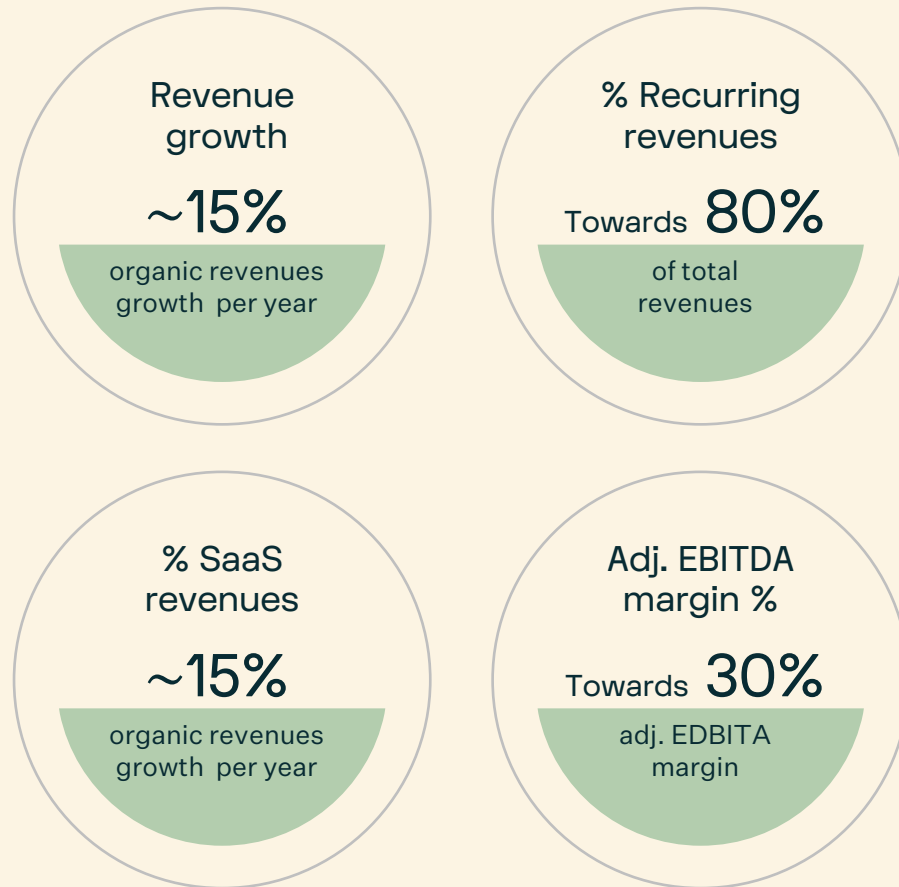 Revenue
growth
~15%
organic revenues
growth per year
% Recurring
revenues
Towards 80%
of total
revenues
% SaaS
revenues
~15%
organic revenues
growth per year
Adj. EBITDA
margin %
Towards 30%
adj. EDBITA
margin